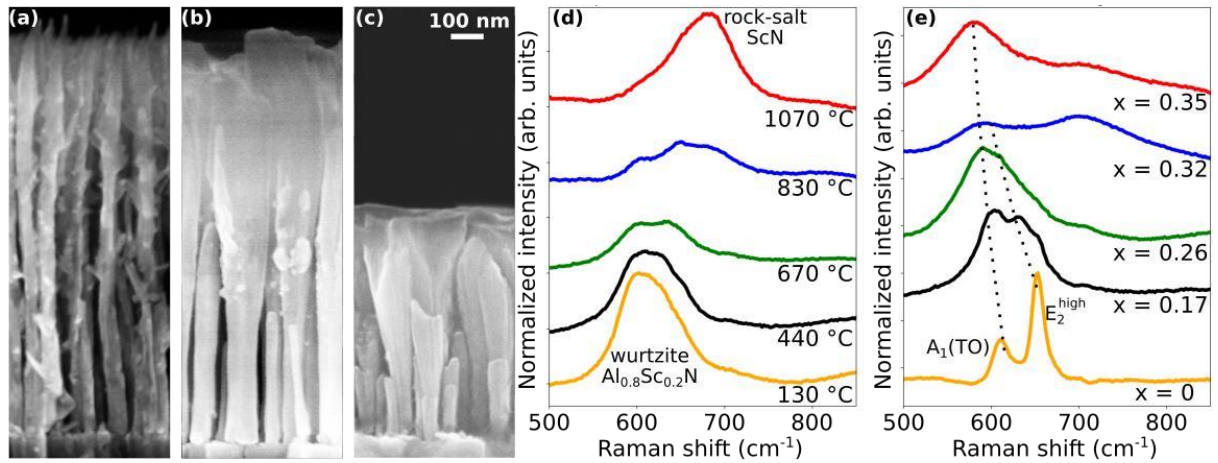 (a)
(b)
(c)
100 nm
(d)
rock-salt
ScN
1070 °C
830 °C
670 °C
440 °C
wurtzite
Al₀.₈Sc₀.₂N
130 °C
Normalized intensity (arb. units)
500 600 700 800
Raman shift (cm⁻¹)
(e)
x = 0.35
x = 0.32
x = 0.26
x = 0.17
A₁(TO)
E₂ʰⁱᵍʰ
x = 0
Normalized intensity (arb. units)
500 600 700 800
Raman shift (cm⁻¹)